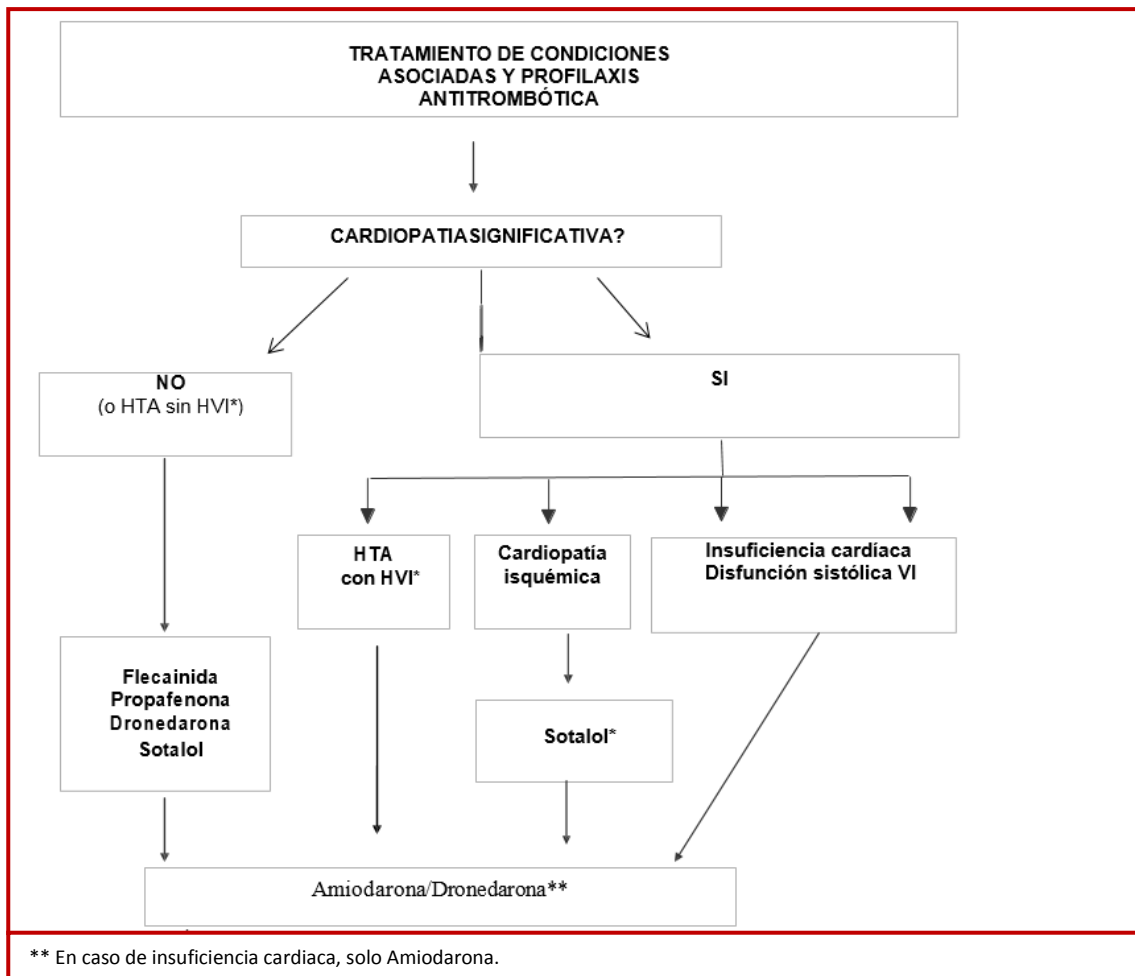 TRATAMIENTO DE CONDICIONES
ASOCIADAS Y PROFILAXIS
ANTITROMBÓTICA
CARDIOPATIASIGNIFICATIVA?
NO
(o HTA sin HVI*)
SI
HTA
con HVI*
Cardiopatía
isquémica
Insuficiencia cardíaca
Disfunción sistólica VI
Flecainida
Propafenona
Dronedarona
Sotalol
Sotalol*
Amiodarona/Dronedarona**
** En caso de insuficiencia cardiaca, solo Amiodarona.